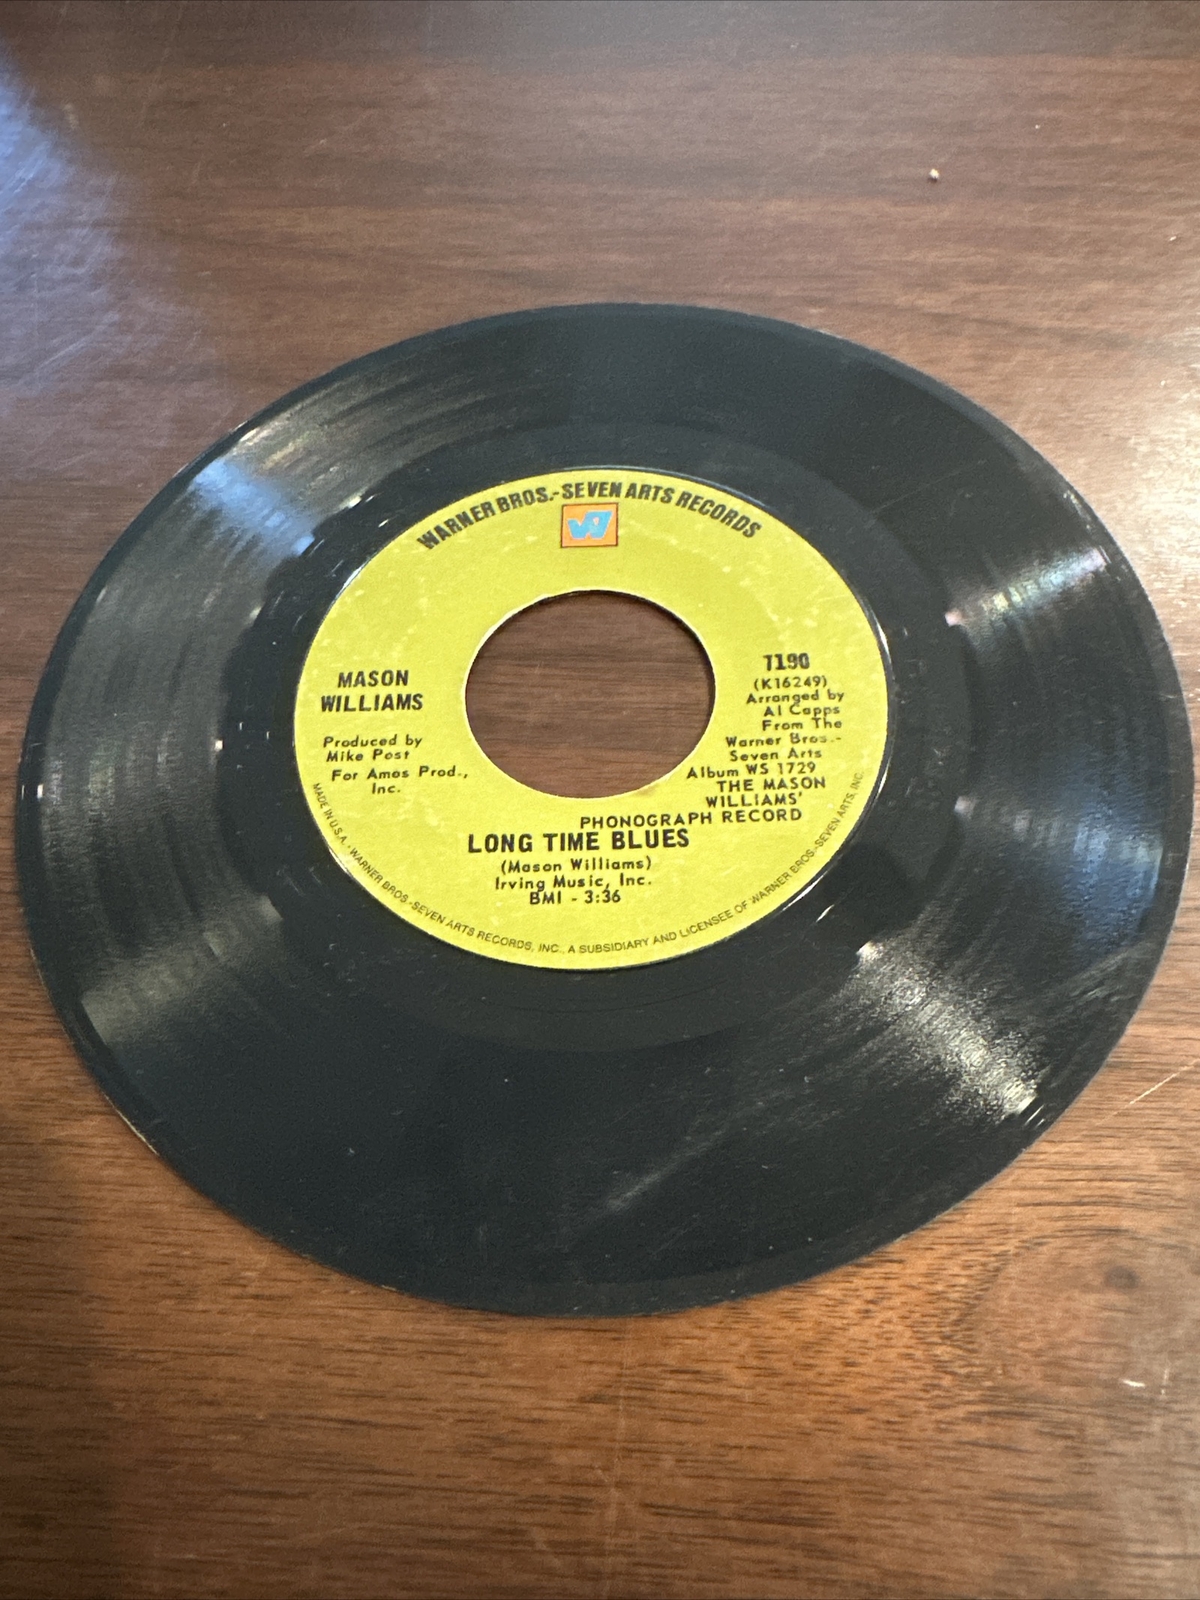 WARNER BROS.-SEVEN ARTS RECORDS
W7
MASON
WILLIAMS
Produced by
Mike Post
For Amos Prod.,
Inc.
7190
(K16249)
Arranged by
Al Capps
From The
Warner Bros.-
Seven Arts
Album WS 1729
THE MASON
WILLIAMS'
PHONOGRAPH RECORD
LONG TIME BLUES
(Mason Williams)
Irving Music, Inc.
BMI - 3:36
MADE IN U.S.A. · WARNER BROS.-SEVEN ARTS RECORDS, INC., A SUBSIDIARY AND LICENSEE OF WARNER BROS.-SEVEN ARTS, INC.